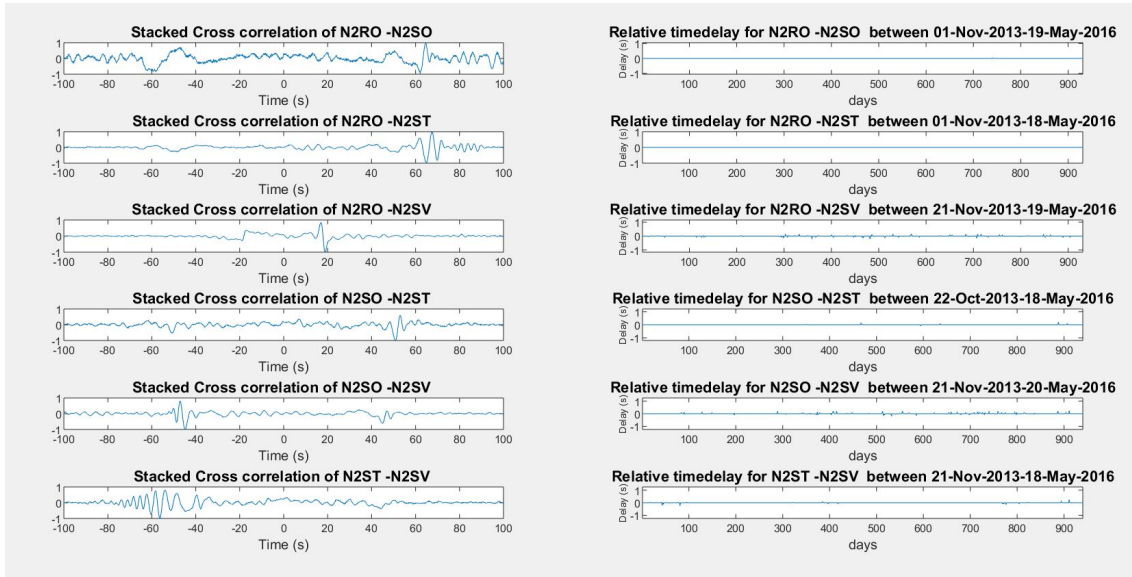 Stacked Cross correlation of N2RO -N2SO
1
0
-1
-100 -80 -60 -40 -20 0 20 40 60 80 100
Time (s)
Relative timedelay for N2RO -N2SO between 01-Nov-2013-19-May-2016
Delay (s)
1
0
-1
100 200 300 400 500 600 700 800 900
days
Stacked Cross correlation of N2RO -N2ST
1
0
-1
-100 -80 -60 -40 -20 0 20 40 60 80 100
Time (s)
Relative timedelay for N2RO -N2ST between 01-Nov-2013-18-May-2016
Delay (s)
1
0
-1
100 200 300 400 500 600 700 800 900
days
Stacked Cross correlation of N2RO -N2SV
1
0
-1
-100 -80 -60 -40 -20 0 20 40 60 80 100
Time (s)
Relative timedelay for N2RO -N2SV between 21-Nov-2013-19-May-2016
Delay (s)
1
0
-1
100 200 300 400 500 600 700 800 900
days
Stacked Cross correlation of N2SO -N2ST
1
0
-1
-100 -80 -60 -40 -20 0 20 40 60 80 100
Time (s)
Relative timedelay for N2SO -N2ST between 22-Oct-2013-18-May-2016
Delay (s)
1
0
-1
100 200 300 400 500 600 700 800 900
days
Stacked Cross correlation of N2SO -N2SV
1
0
-1
-100 -80 -60 -40 -20 0 20 40 60 80 100
Time (s)
Relative timedelay for N2SO -N2SV between 21-Nov-2013-20-May-2016
Delay (s)
1
0
-1
100 200 300 400 500 600 700 800 900
days
Stacked Cross correlation of N2ST -N2SV
1
0
-1
-100 -80 -60 -40 -20 0 20 40 60 80 100
Time (s)
Relative timedelay for N2ST -N2SV between 21-Nov-2013-18-May-2016
Delay (s)
1
0
-1
100 200 300 400 500 600 700 800 900
days